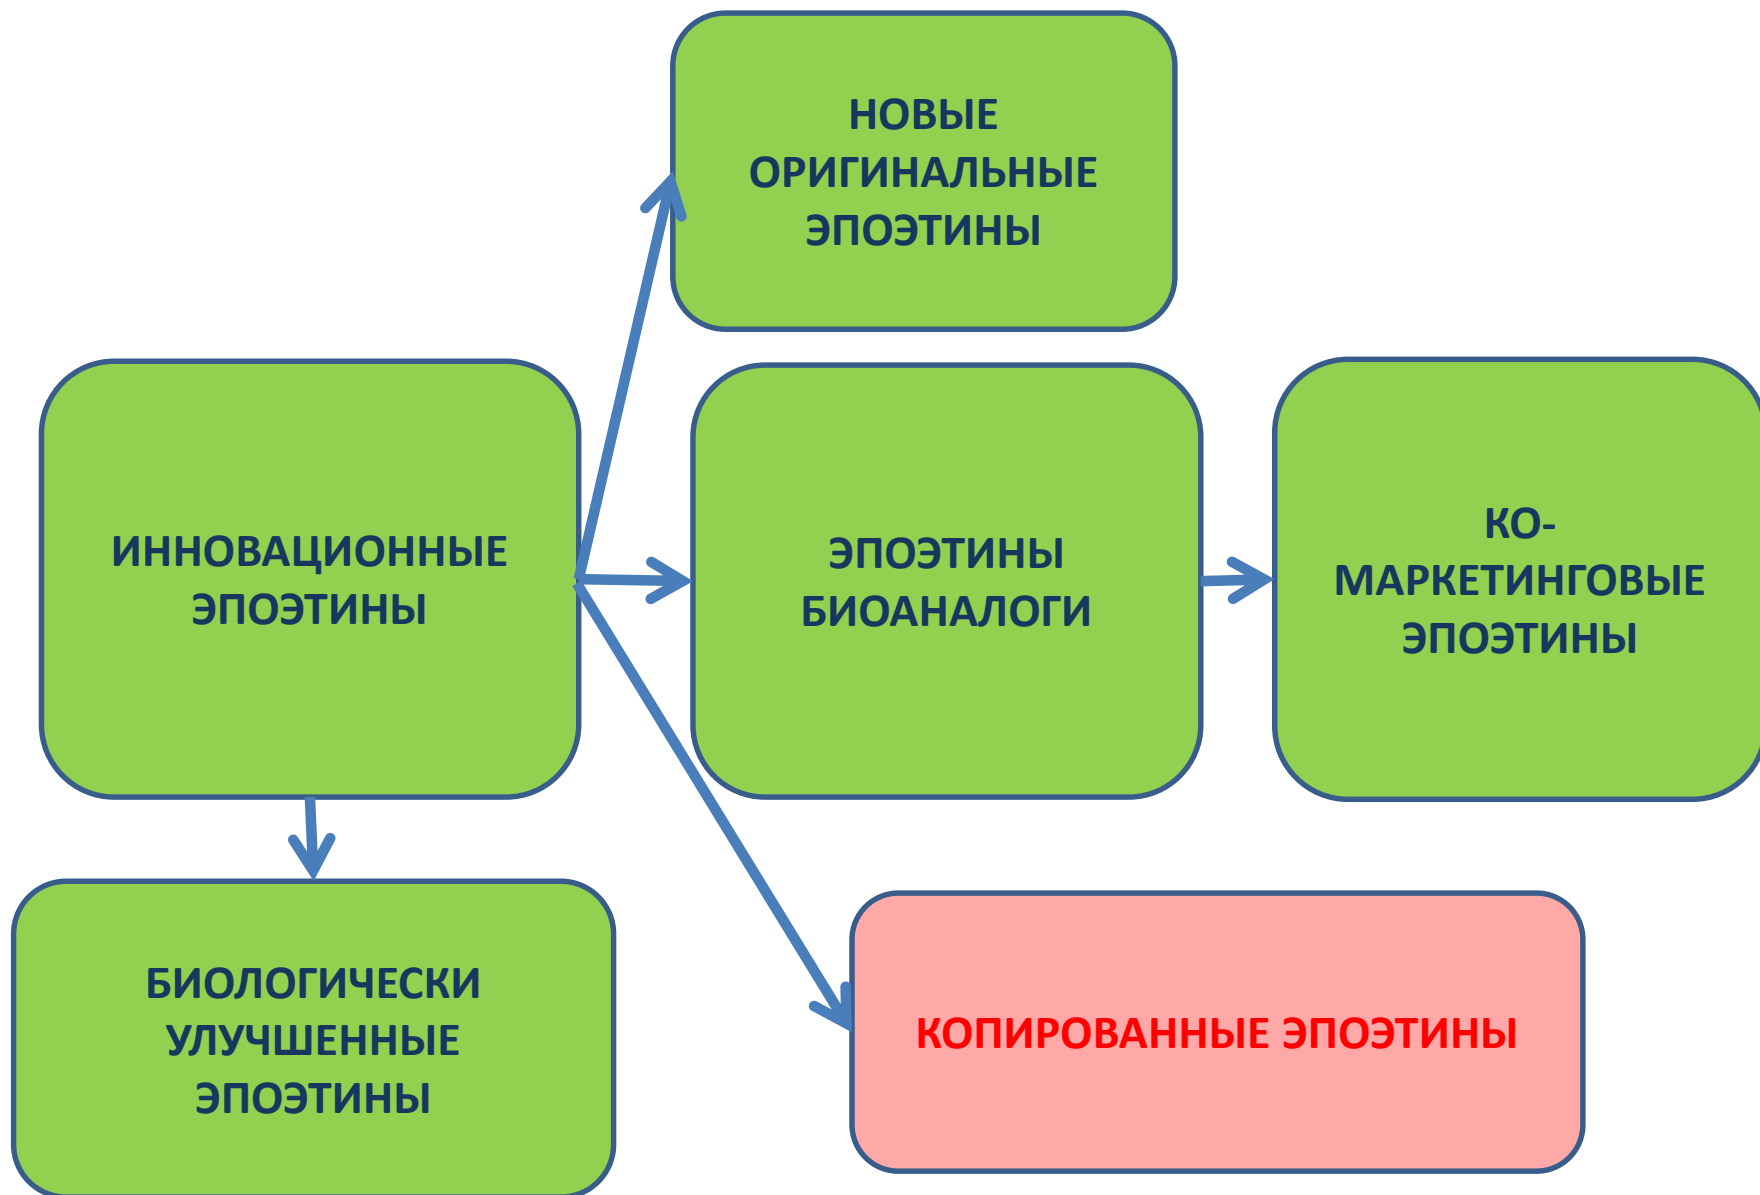 НОВЫЕ
ОРИГИНАЛЬНЫЕ
ЭПОЭТИНЫ
ИННОВАЦИОННЫЕ
ЭПОЭТИНЫ
ЭПОЭТИНЫ
БИОАНАЛОГИ
КО-
МАРКЕТИНГОВЫЕ
ЭПОЭТИНЫ
БИОЛОГИЧЕСКИ
УЛУЧШЕННЫЕ
ЭПОЭТИНЫ
КОПИРОВАННЫЕ ЭПОЭТИНЫ